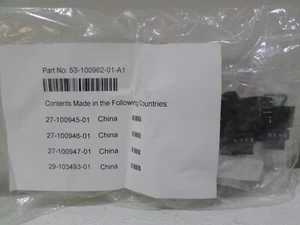 Part No: 53-100962-01-A1
Contents Made in the Following Countries:
27-100945-01 China
27-100946-01 China
27-100947-01 China
29-103493-01 China